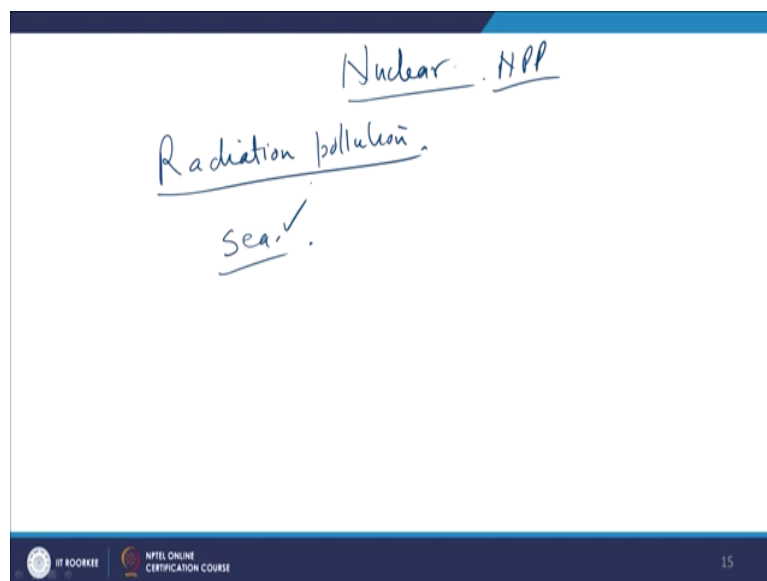 Nuclear. NPP
Radiation pollution.
Sea. ✓.
IIT ROORKEE
NPTEL ONLINE
CERTIFICATION COURSE
15